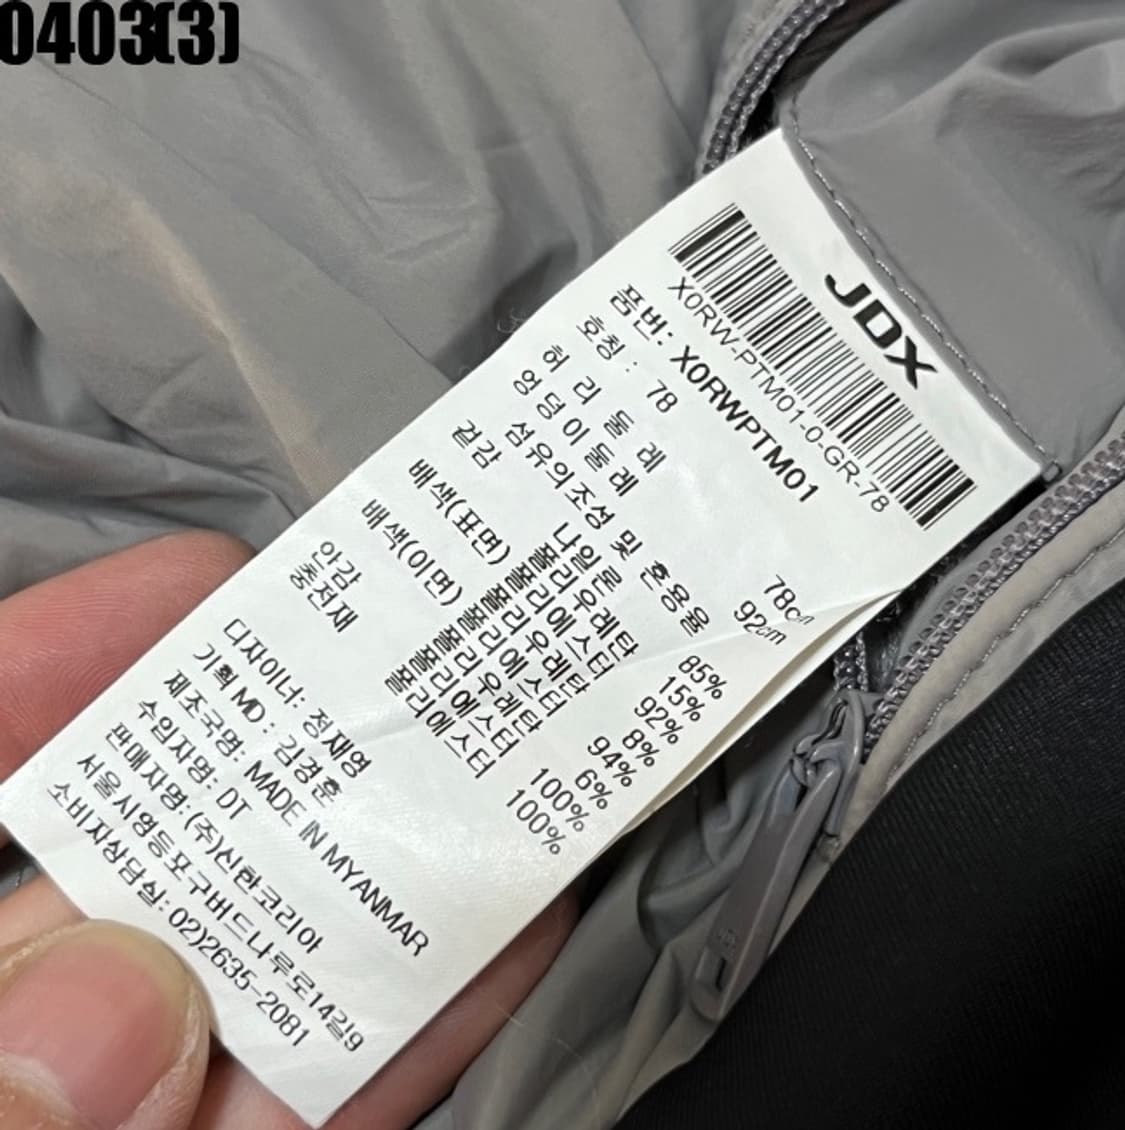 0403(3)
JDX
X0RW-PTM01-0-GR-78
품번: X0RWPTM01
호칭 : 78
허리둘레 78cm
엉덩이둘레 92cm
섬유의조성 및 혼용율
겉감 나일론 85%
폴리우레탄 15%
배색(표면) 폴리에스터 92%
폴리우레탄 8%
배색(이면) 폴리에스터 94%
폴리우레탄 6%
안감 폴리에스터 100%
충전재 폴리에스터 100%
디자이너: 정재영
기획MD : 김경훈
제조국명: MADE IN MYANMAR
수입자명: DT
판매자명: (주)신한코리아
서울시영등포구버드나루로14길9
소비자상담실: 02)2635-2081